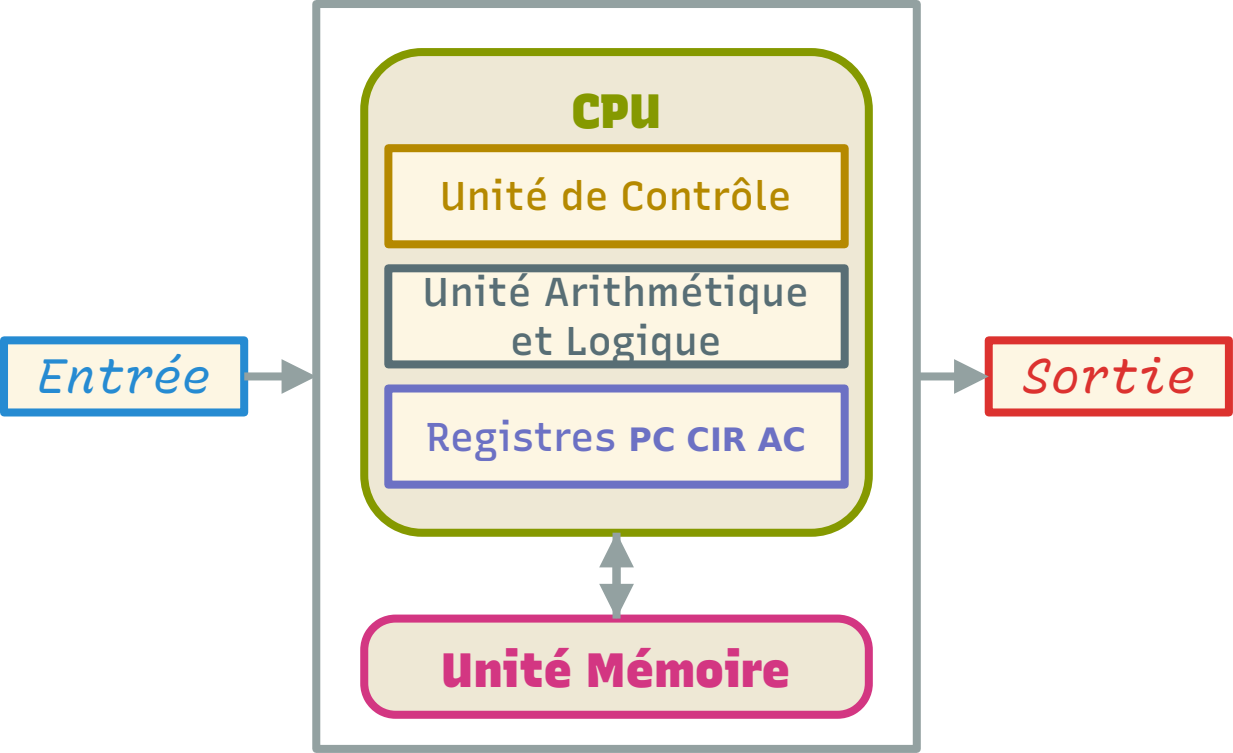 CPU
Unité de Contrôle
Unité Arithmétique
et Logique
Entrée
Sortie
Registres PC CIR AC
Unité Mémoire